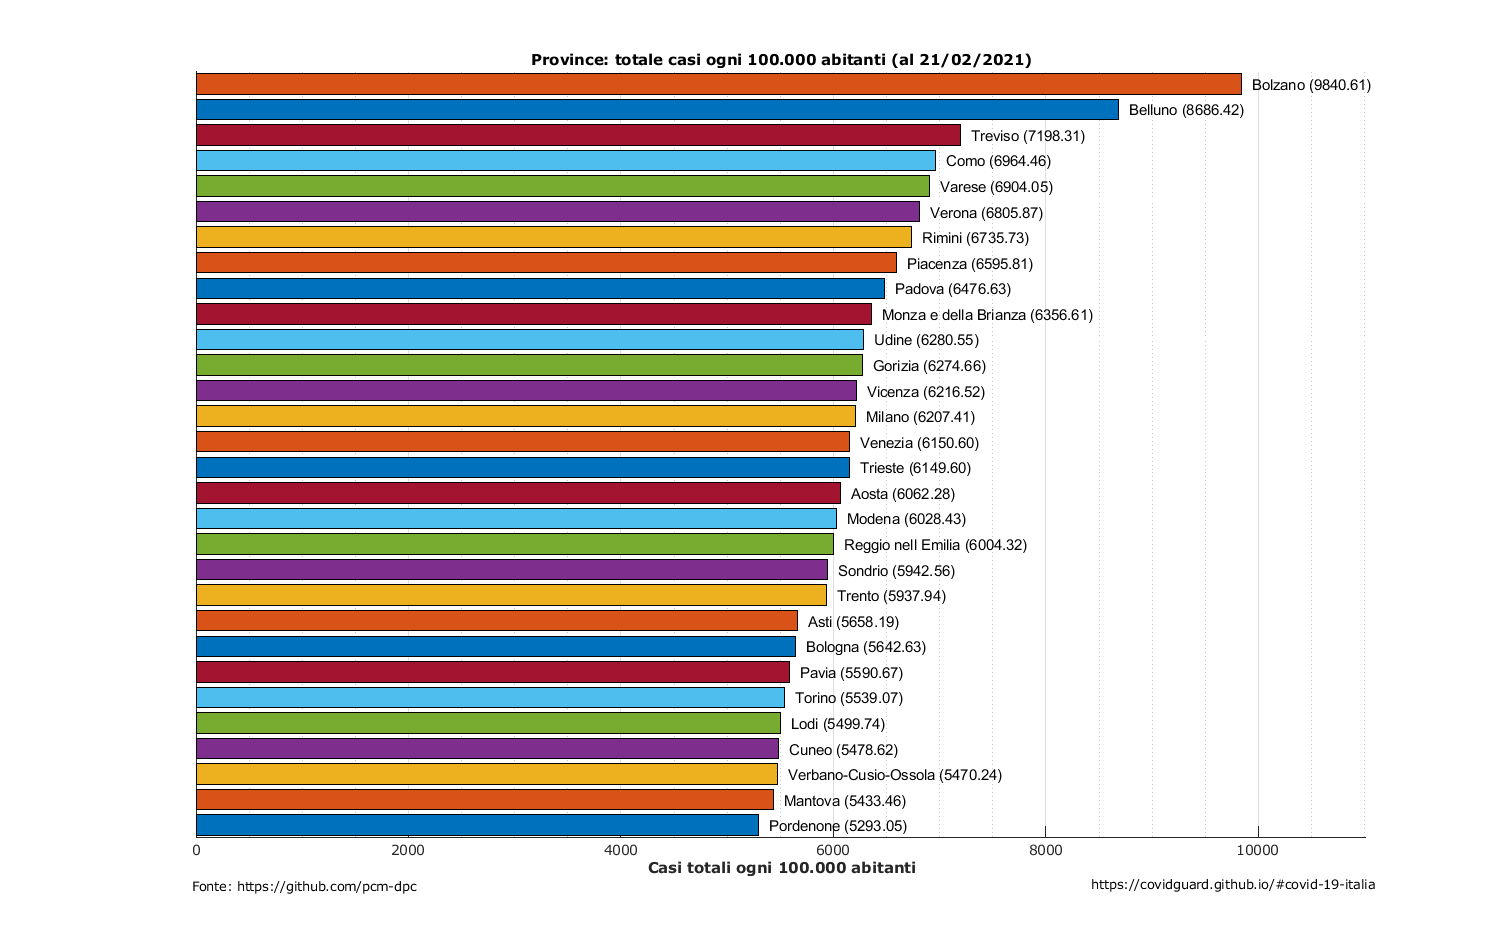 Province: totale casi ogni 100.000 abitanti (al 21/02/2021)
Bolzano (9840.61)
Belluno (8686.42)
Treviso (7198.31)
Como (6964.46)
Varese (6904.05)
Verona (6805.87)
Rimini (6735.73)
Piacenza (6595.81)
Padova (6476.63)
Monza e della Brianza (6356.61)
Udine (6280.55)
Gorizia (6274.66)
Vicenza (6216.52)
Milano (6207.41)
Venezia (6150.60)
Trieste (6149.60)
Aosta (6062.28)
Modena (6028.43)
Reggio nell Emilia (6004.32)
Sondrio (5942.56)
Trento (5937.94)
Asti (5658.19)
Bologna (5642.63)
Pavia (5590.67)
Torino (5539.07)
Lodi (5499.74)
Cuneo (5478.62)
Verbano-Cusio-Ossola (5470.24)
Mantova (5433.46)
Pordenone (5293.05)
0 2000 4000 6000 8000 10000
Casi totali ogni 100.000 abitanti
Fonte: https://github.com/pcm-dpc
https://covidguard.github.io/#covid-19-italia